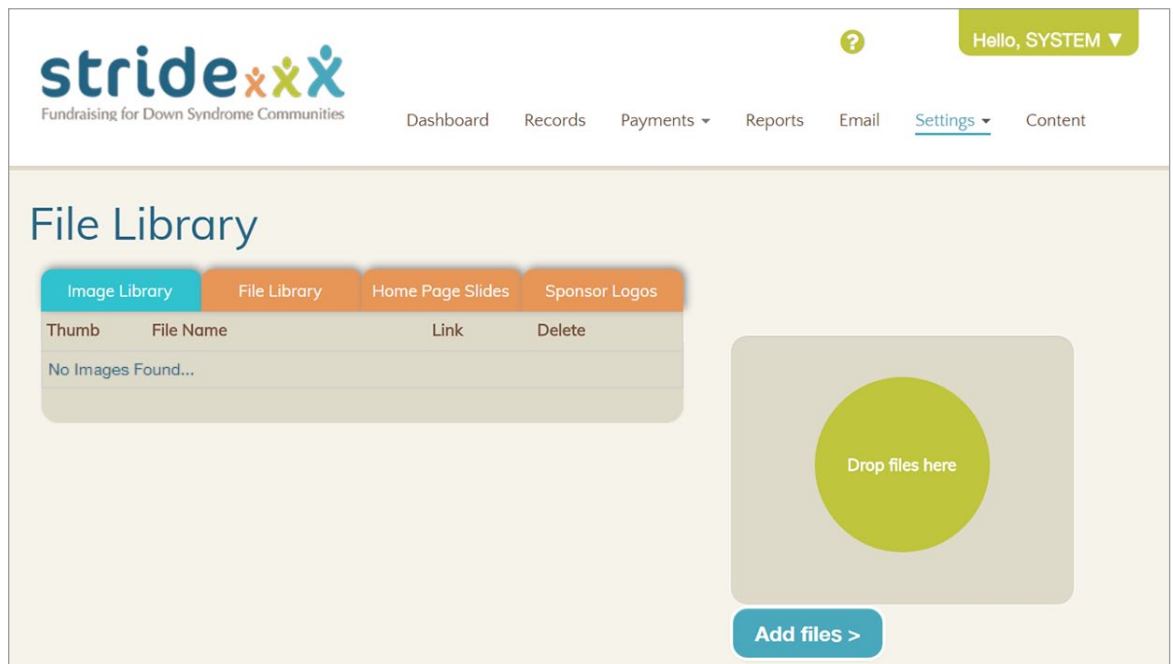 Hello, SYSTEM ▼
stride
Fundraising for Down Syndrome Communities
Dashboard Records Payments Reports Email Settings Content
File Library
Image Library File Library Home Page Slides Sponsor Logos
Thumb File Name Link Delete
No Images Found...
Drop files here
Add files >